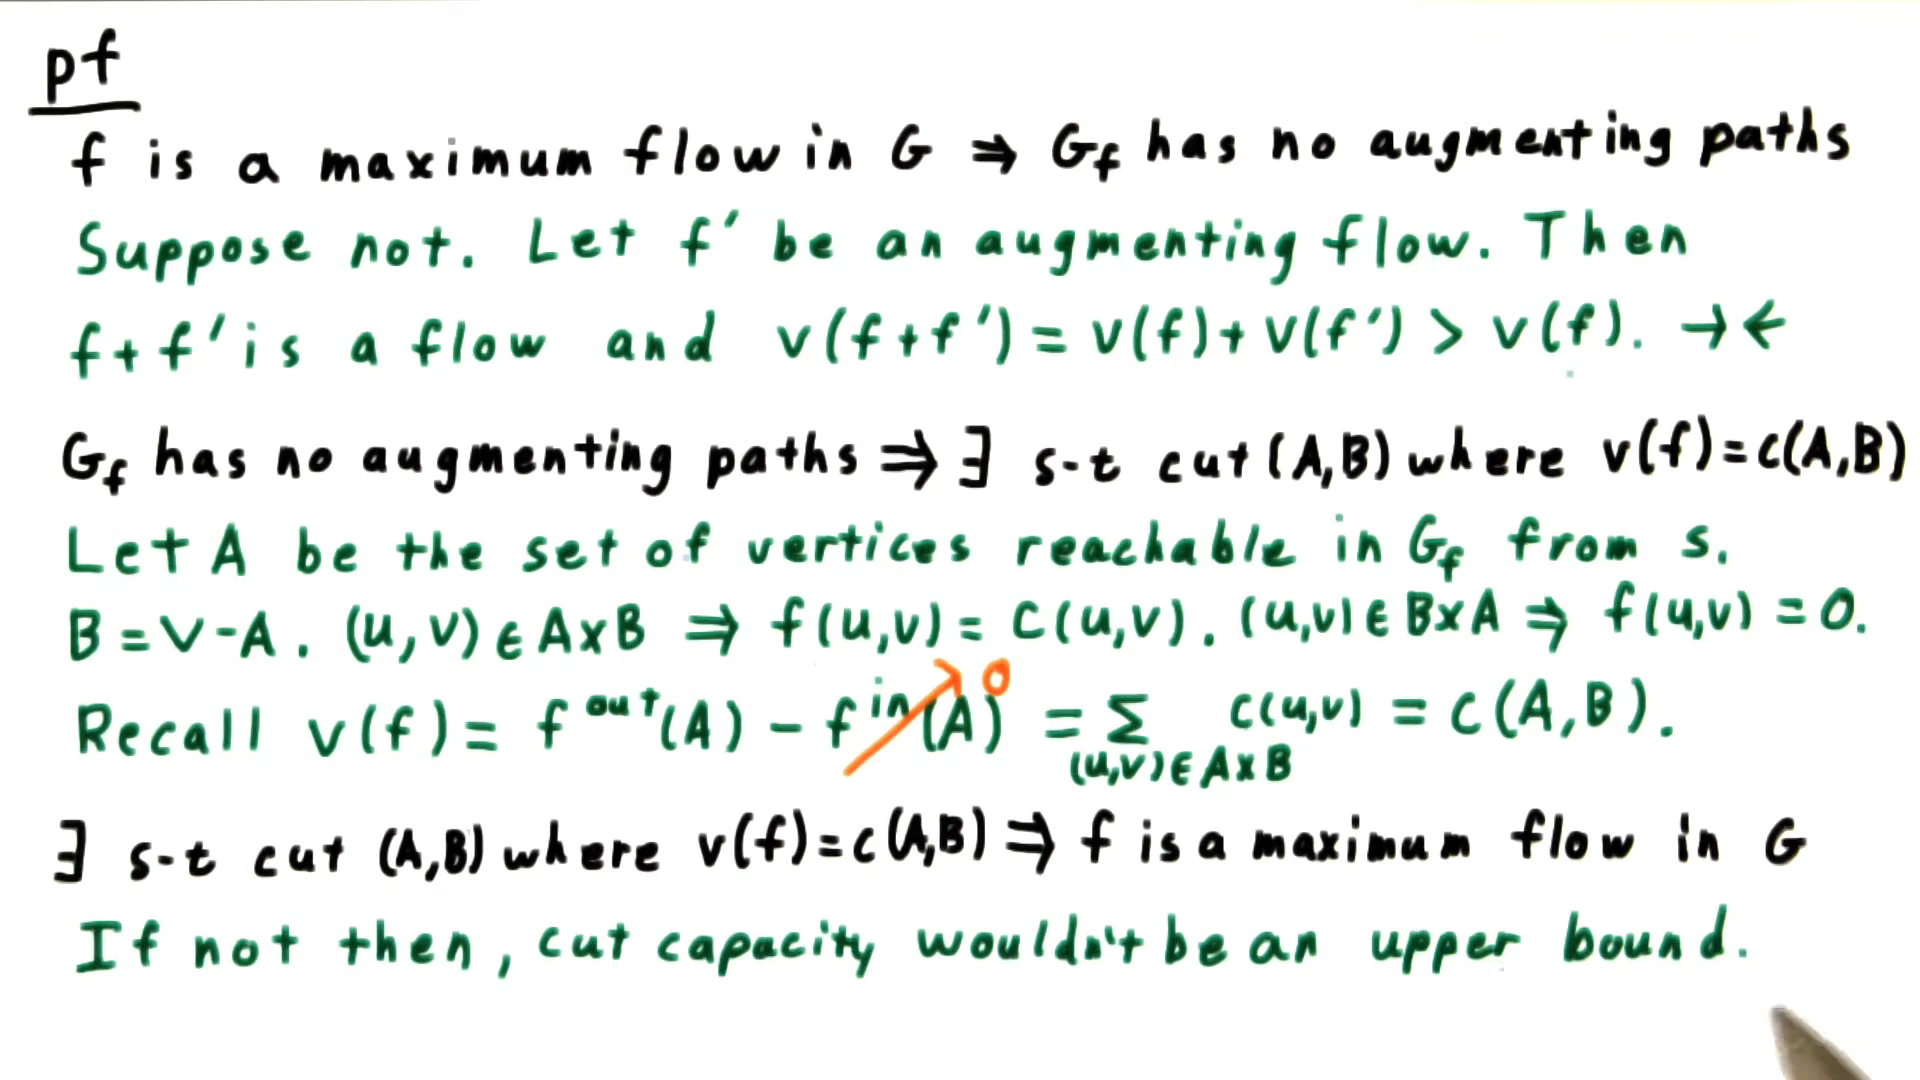 pf
f is a maximum flow in G ⇒ G_f has no augmenting paths
Suppose not. Let f' be an augmenting flow. Then
f+f' is a flow and v(f+f') = v(f)+v(f') > v(f). →←
G_f has no augmenting paths ⇒ ∃ s-t cut (A,B) where v(f)=c(A,B)
Let A be the set of vertices reachable in G_f from s.
B = V-A. (u,v) ∈ A×B ⇒ f(u,v) = c(u,v). (u,v) ∈ B×A ⇒ f(u,v) = 0.
Recall v(f) = f^out(A) - f^in(A) 0 = Σ_{(u,v)∈A×B} c(u,v) = c(A,B).
∃ s-t cut (A,B) where v(f)=c(A,B) ⇒ f is a maximum flow in G
If not then, cut capacity wouldn't be an upper bound.